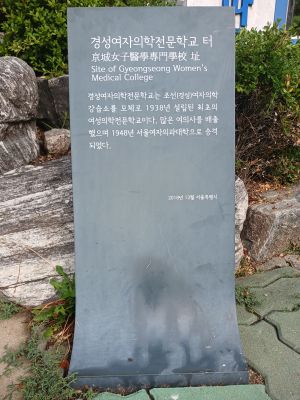 경성여자의학전문학교 터
京城女子醫學專門學校 址
Site of Gyeongseong Women's
Medical College
경성여자의학전문학교는 조선(경성)여자의학
강습소를 모체로 1938년 설립된 최초의
여성의학전문학교이다. 많은 여의사를 배출
했으며 1948년 서울여자의과대학으로 승격
되었다.
12월 서울특별시